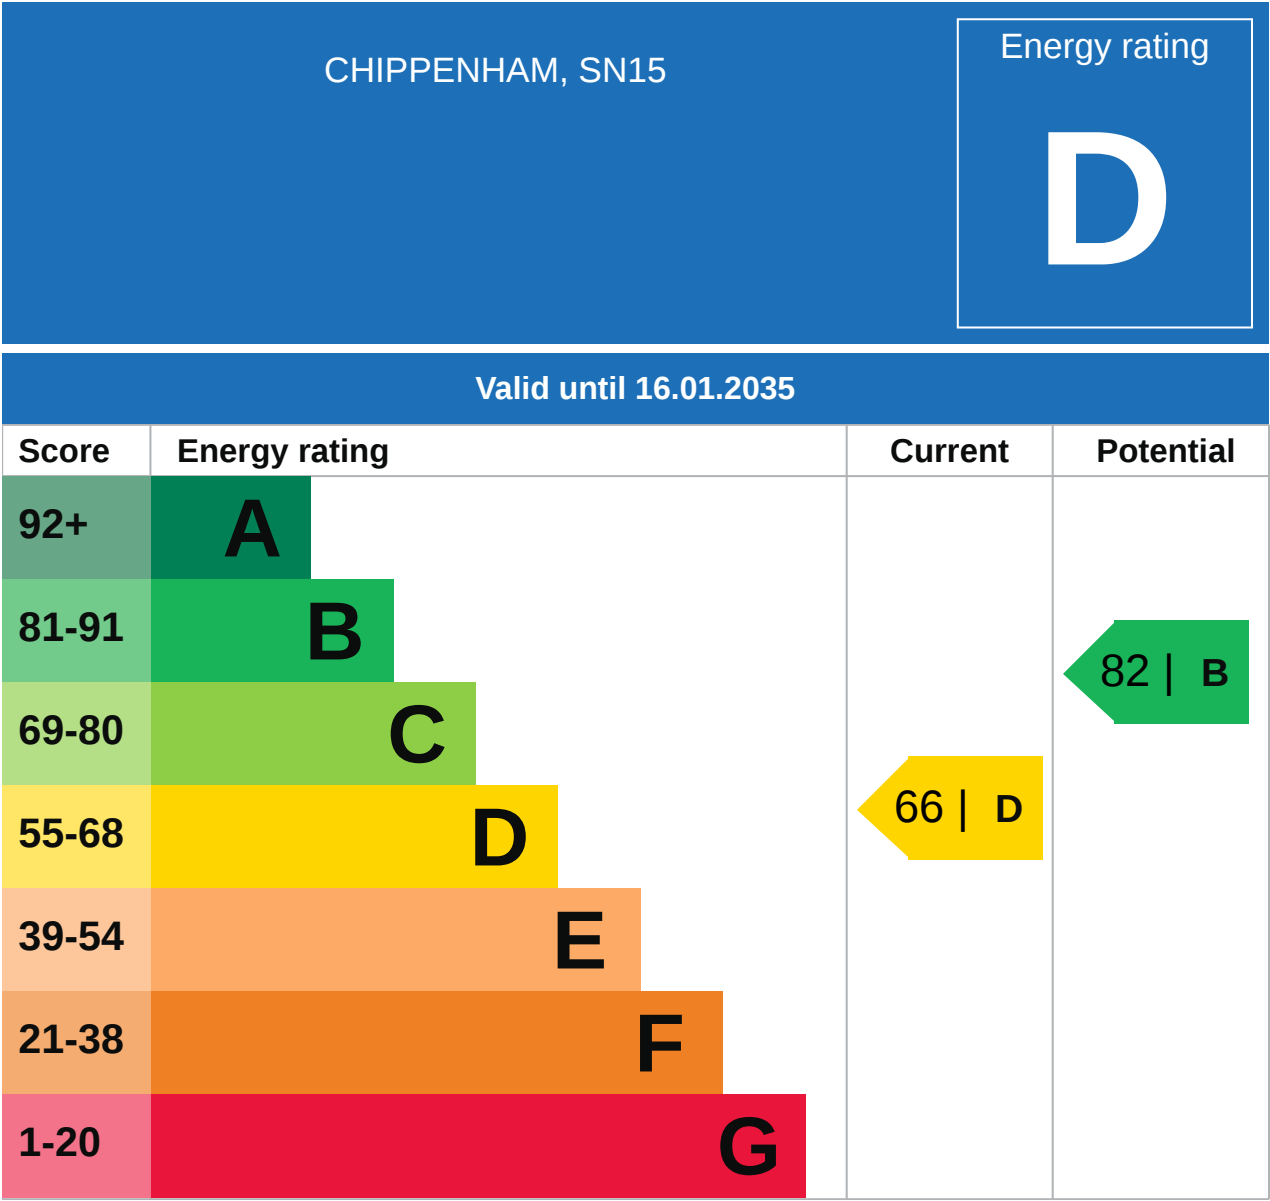 CHIPPENHAM, SN15
Energy rating
D
Valid until 16.01.2035
Score Energy rating Current Potential
92+ A
81-91 B
82 | B
69-80 C
55-68 D
66 | D
39-54 E
21-38 F
1-20 G